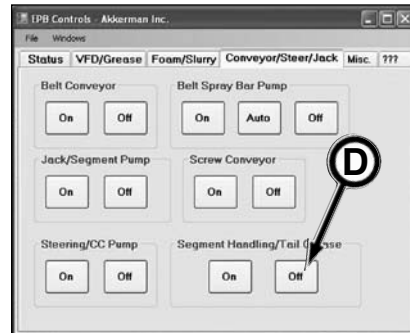 EPB Controls - Akkerman Inc.
File Windows
Status VFD/Grease Foam/Slurry Conveyor/Steer/Jack Misc. ???
Belt Conveyor Belt Spray Bar Pump
On Off On Auto Off
Jack/Segment Pump Screw Conveyor
On Off On Off
D
Steering/CC Pump Segment Handling/Tail Grease
On Off On Off